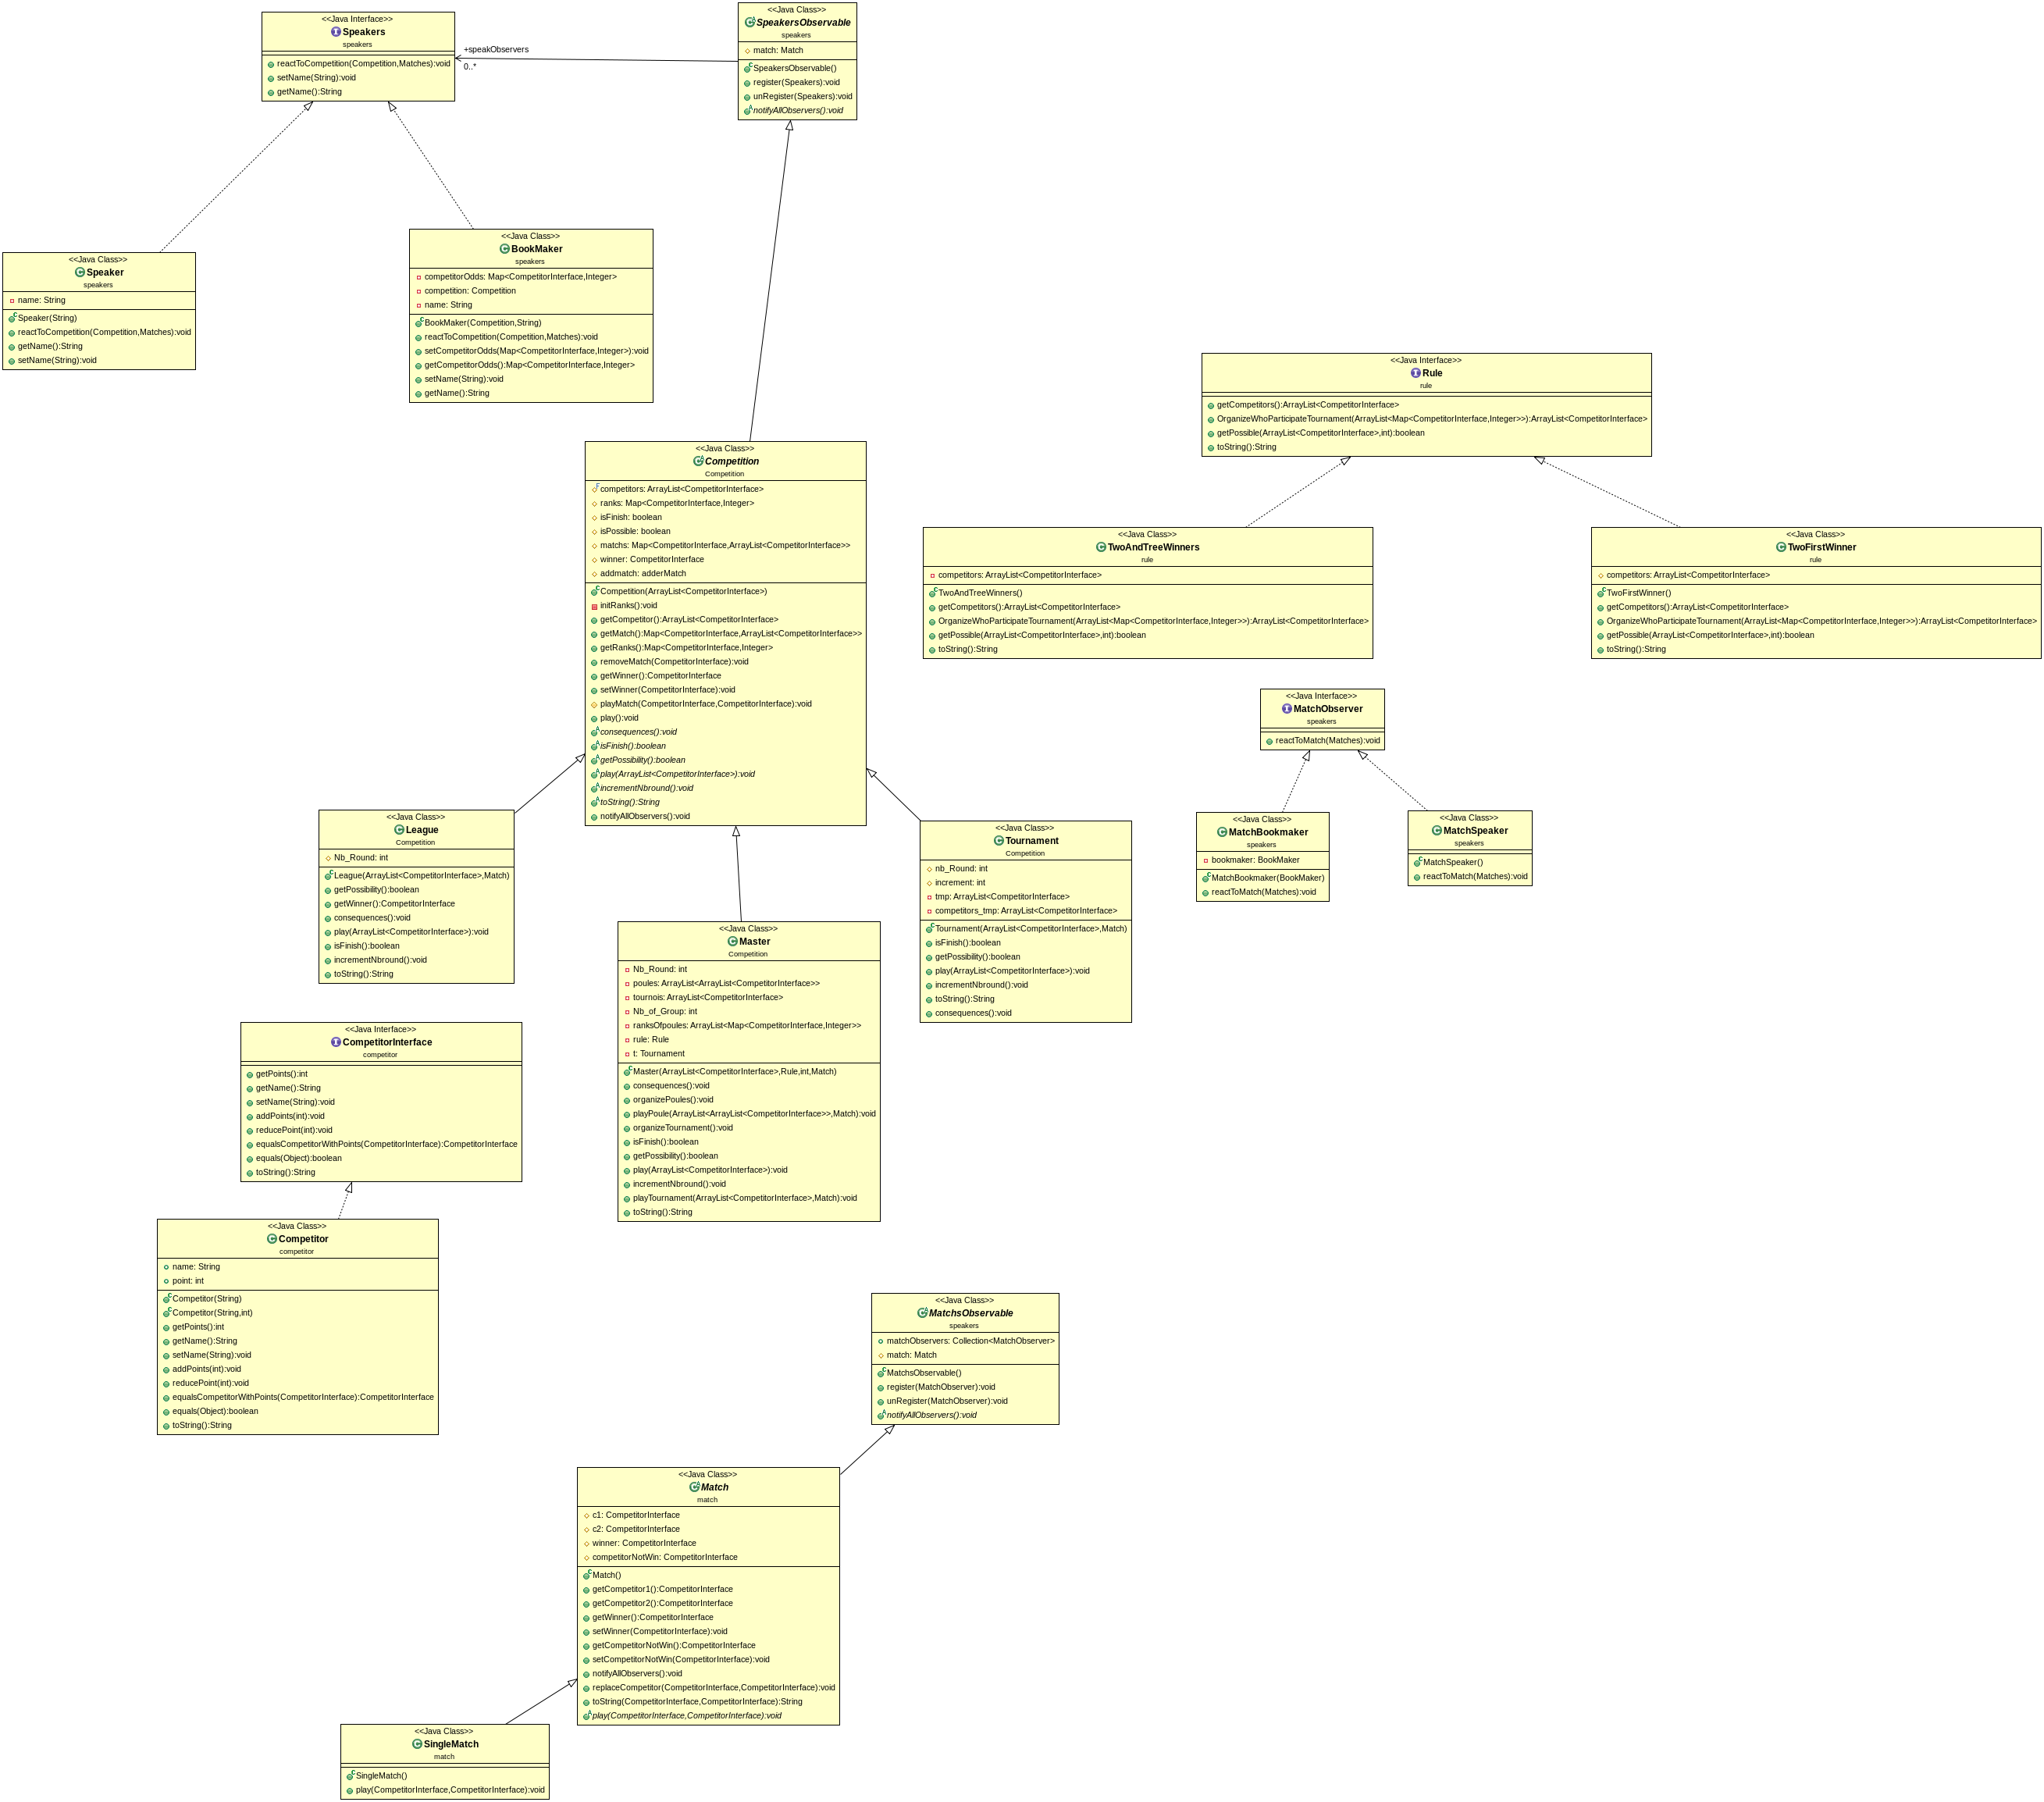 <<Java Interface>>
Speakers
speakers
reactToCompetition(Competition,Matches):void
setName(String):void
getName():String
+speakObservers
0..*
<<Java Class>>
SpeakersObservable
speakers
match: Match
SpeakersObservable()
register(Speakers):void
unRegister(Speakers):void
notifyAllObservers():void
<<Java Class>>
Speaker
speakers
name: String
Speaker(String)
reactToCompetition(Competition,Matches):void
getName():String
setName(String):void
<<Java Class>>
BookMaker
speakers
competitorOdds: Map<CompetitorInterface,Integer>
competition: Competition
name: String
BookMaker(Competition,String)
reactToCompetition(Competition,Matches):void
setCompetitorOdds(Map<CompetitorInterface,Integer>):void
getCompetitorOdds():Map<CompetitorInterface,Integer>
setName(String):void
getName():String
<<Java Interface>>
Rule
rule
getCompetitors():ArrayList<CompetitorInterface>
OrganizeWhoParticipateTournament(ArrayList<Map<CompetitorInterface,Integer>>):ArrayList<CompetitorInterface>
getPossible(ArrayList<CompetitorInterface>,int):boolean
toString():String
<<Java Class>>
Competition
Competition
competitors: ArrayList<CompetitorInterface>
ranks: Map<CompetitorInterface,Integer>
isFinish: boolean
isPossible: boolean
matchs: Map<CompetitorInterface,ArrayList<CompetitorInterface>>
winner: CompetitorInterface
addmatch: adderMatch
Competition(ArrayList<CompetitorInterface>)
initRanks():void
getCompetitor():ArrayList<CompetitorInterface>
getMatch():Map<CompetitorInterface,ArrayList<CompetitorInterface>>
getRanks():Map<CompetitorInterface,Integer>
removeMatch(CompetitorInterface):void
getWinner():CompetitorInterface
setWinner(CompetitorInterface):void
playMatch(CompetitorInterface,CompetitorInterface):void
play():void
consequences():void
isFinish():boolean
getPossibility():boolean
play(ArrayList<CompetitorInterface>):void
incrementNbround():void
toString():String
notifyAllObservers():void
<<Java Class>>
TwoAndTreeWinners
rule
competitors: ArrayList<CompetitorInterface>
TwoAndTreeWinners()
getCompetitors():ArrayList<CompetitorInterface>
OrganizeWhoParticipateTournament(ArrayList<Map<CompetitorInterface,Integer>>):ArrayList<CompetitorInterface>
getPossible(ArrayList<CompetitorInterface>,int):boolean
toString():String
<<Java Class>>
TwoFirstWinner
rule
competitors: ArrayList<CompetitorInterface>
TwoFirstWinner()
getCompetitors():ArrayList<CompetitorInterface>
OrganizeWhoParticipateTournament(ArrayList<Map<CompetitorInterface,Integer>>):ArrayList<CompetitorInterface>
getPossible(ArrayList<CompetitorInterface>,int):boolean
toString():String
<<Java Interface>>
MatchObserver
speakers
reactToMatch(Matches):void
<<Java Class>>
MatchBookmaker
speakers
bookmaker: BookMaker
MatchBookmaker(BookMaker)
reactToMatch(Matches):void
<<Java Class>>
MatchSpeaker
speakers
MatchSpeaker()
reactToMatch(Matches):void
<<Java Class>>
League
Competition
Nb_Round: int
League(ArrayList<CompetitorInterface>,Match)
getPossibility():boolean
getWinner():CompetitorInterface
consequences():void
play(ArrayList<CompetitorInterface>):void
isFinish():boolean
incrementNbround():void
toString():String
<<Java Class>>
Tournament
Competition
nb_Round: int
increment: int
tmp: ArrayList<CompetitorInterface>
competitors_tmp: ArrayList<CompetitorInterface>
Tournament(ArrayList<CompetitorInterface>,Match)
isFinish():boolean
getPossibility():boolean
play(ArrayList<CompetitorInterface>):void
incrementNbround():void
toString():String
consequences():void
<<Java Class>>
Master
Competition
Nb_Round: int
poules: ArrayList<ArrayList<CompetitorInterface>>
tournois: ArrayList<CompetitorInterface>
Nb_of_Group: int
ranksOfpoules: ArrayList<Map<CompetitorInterface,Integer>>
rule: Rule
t: Tournament
Master(ArrayList<CompetitorInterface>,Rule,int,Match)
consequences():void
organizePoules():void
playPoule(ArrayList<ArrayList<CompetitorInterface>>,Match):void
organizeTournament():void
isFinish():boolean
getPossibility():boolean
play(ArrayList<CompetitorInterface>):void
incrementNbround():void
playTournament(ArrayList<CompetitorInterface>,Match):void
toString():String
<<Java Interface>>
CompetitorInterface
competitor
getPoints():int
getName():String
setName(String):void
addPoints(int):void
reducePoint(int):void
equalsCompetitorWithPoints(CompetitorInterface):CompetitorInterface
equals(Object):boolean
toString():String
<<Java Class>>
Competitor
competitor
name: String
point: int
Competitor(String)
Competitor(String,int)
getPoints():int
getName():String
setName(String):void
addPoints(int):void
reducePoint(int):void
equalsCompetitorWithPoints(CompetitorInterface):CompetitorInterface
equals(Object):boolean
toString():String
<<Java Class>>
MatchsObservable
speakers
matchObservers: Collection<MatchObserver>
match: Match
MatchsObservable()
register(MatchObserver):void
unRegister(MatchObserver):void
notifyAllObservers():void
<<Java Class>>
Match
match
c1: CompetitorInterface
c2: CompetitorInterface
winner: CompetitorInterface
competitorNotWin: CompetitorInterface
Match()
getCompetitor1():CompetitorInterface
getCompetitor2():CompetitorInterface
getWinner():CompetitorInterface
setWinner(CompetitorInterface):void
getCompetitorNotWin():CompetitorInterface
setCompetitorNotWin(CompetitorInterface):void
notifyAllObservers():void
replaceCompetitor(CompetitorInterface,CompetitorInterface):void
toString(CompetitorInterface,CompetitorInterface):String
play(CompetitorInterface,CompetitorInterface):void
<<Java Class>>
SingleMatch
match
SingleMatch()
play(CompetitorInterface,CompetitorInterface):void